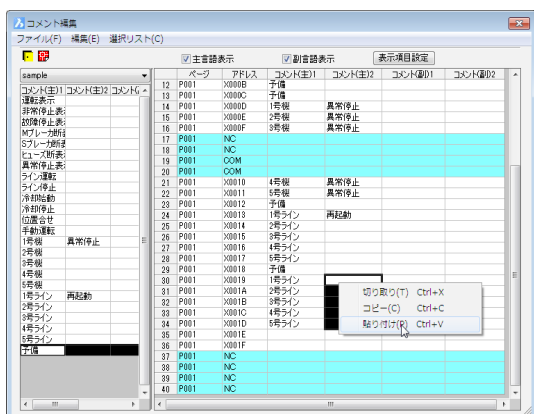 コメント編集
ファイル(F) 編集(E) 選択リスト(C)
主言語表示 副言語表示 表示項目設定
sample
コメント(主)1 コメント(主)2 コメント(
運転表示
非常停止表
故障停止表
Mブレーカ断
Sブレーカ断
ヒューズ断表
異常停止表
ライン運転
ライン停止
冷却始動
冷却停止
位置合せ
手動運転
1号機 異常停止
2号機
3号機
4号機
5号機
1号ライン 再起動
2号ライン
3号ライン
4号ライン
5号ライン
予備
ページ アドレス コメント(主)1 コメント(主)2 コメント(副)1 コメント(副)2
12 P001 X000B 予備
13 P001 X000C 予備
14 P001 X000D 1号機 異常停止
15 P001 X000E 2号機 異常停止
16 P001 X000F 3号機 異常停止
17 P001 NC
18 P001 NC
19 P001 COM
20 P001 COM
21 P001 X0010 4号機 異常停止
22 P001 X0011 5号機 異常停止
23 P001 X0012 予備
24 P001 X0013 1号ライン 再起動
25 P001 X0014 2号ライン
26 P001 X0015 3号ライン
27 P001 X0016 4号ライン
28 P001 X0017 5号ライン
29 P001 X0018 予備
30 P001 X0019 1号ライン
31 P001 X001A 2号ライン
32 P001 X001B 3号ライン
33 P001 X001C 4号ライン
34 P001 X001D 5号ライン
35 P001 X001E
36 P001 X001F
37 P001 NC
38 P001 NC
39 P001 NC
40 P001 NC
切り取り(T) Ctrl+X
コピー(C) Ctrl+C
貼り付け(P) Ctrl+V